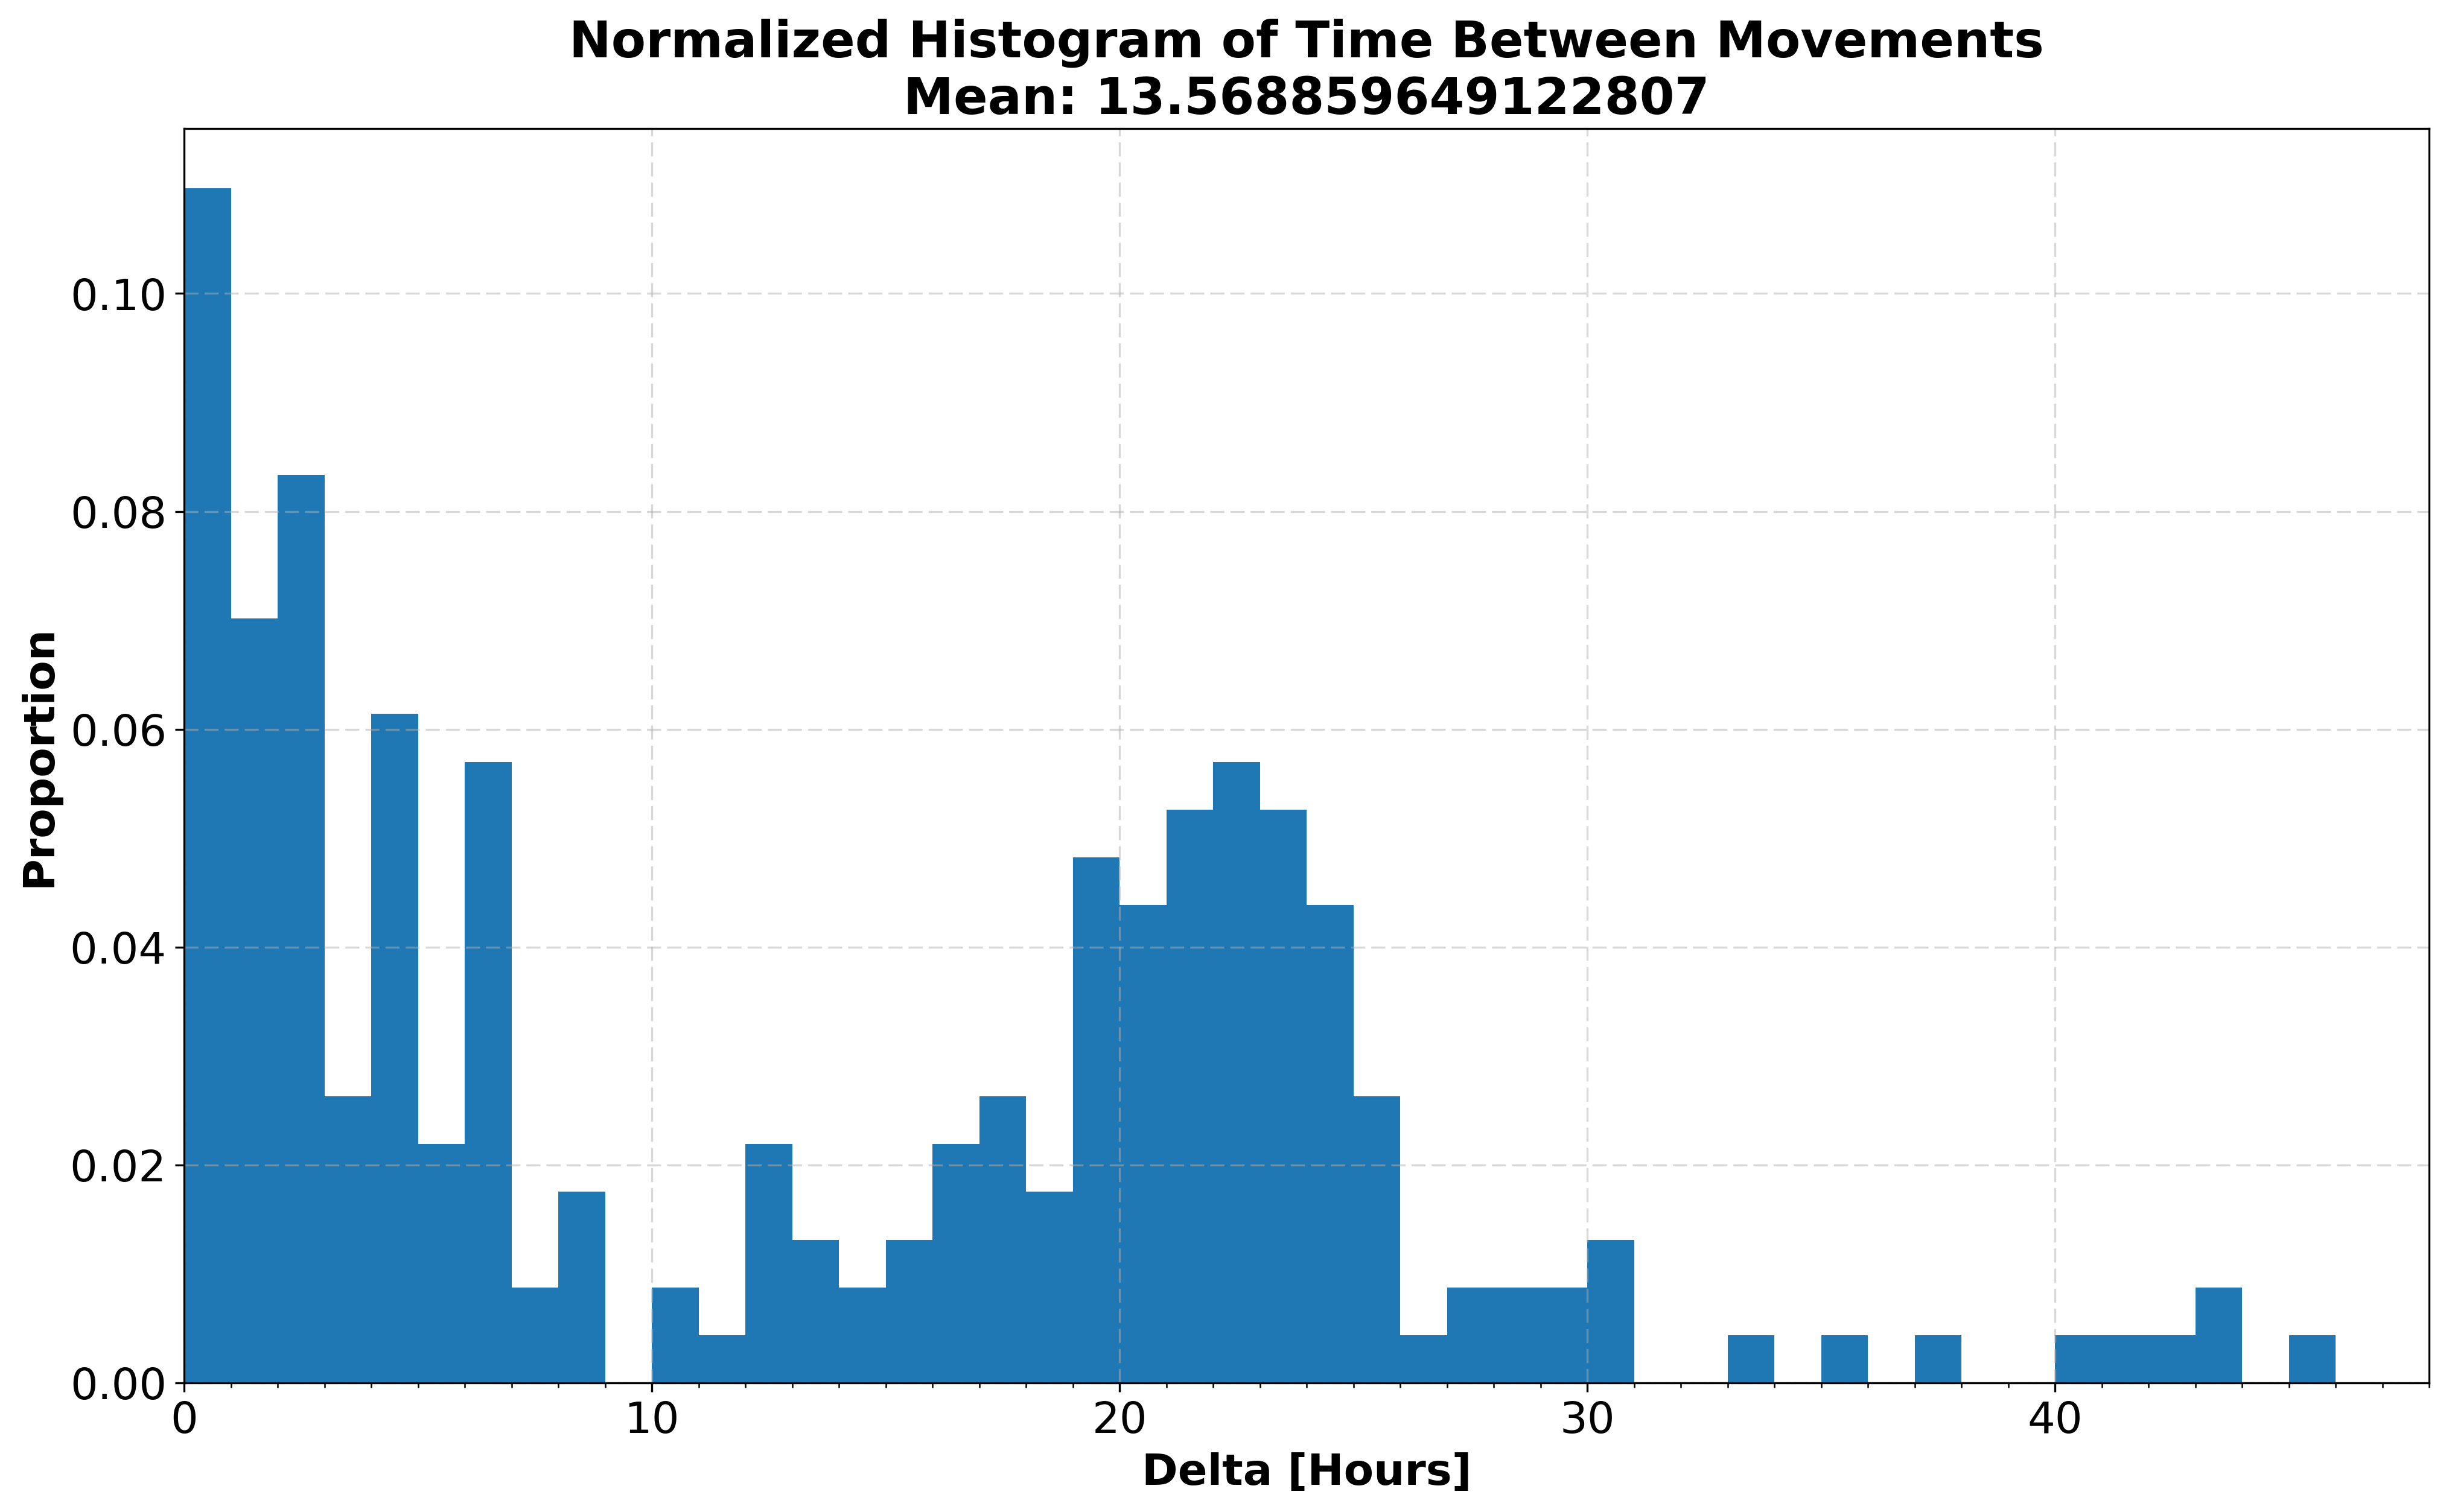 Normalized Histogram of Time Between Movements
Mean: 13.568859649122807
0.10
0.08
0.06
0.04
0.02
0.00
Proportion
0 10 20 30 40
Delta [Hours]